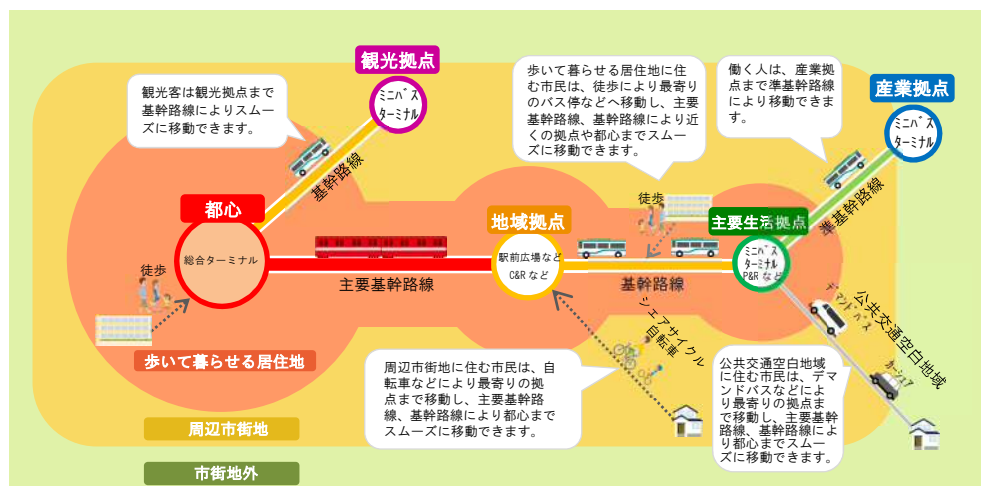 観光拠点
ﾐﾆﾊﾞｽ
ﾀｰﾐﾅﾙ
観光客は観光拠点まで
基幹路線によりスムー
ズに移動できます。
基幹路線
歩いて暮らせる居住地に住
む市民は、徒歩により最寄り
のバス停などへ移動し、主要
基幹路線、基幹路線により近
くの拠点や都心までスムー
ズに移動できます。
働く人は、産業拠
点まで準基幹路線
により移動できま
す。
産業拠点
ﾐﾆﾊﾞｽ
ﾀｰﾐﾅﾙ
準基幹路線
都心
総合ターミナル
徒歩
主要基幹路線
地域拠点
駅前広場など
C&Rなど
徒歩
基幹路線
主要生活拠点
ﾐﾆﾊﾞｽ
ﾀｰﾐﾅﾙ
P&Rなど
デマンドバス
カーシェア
公共交通空白地域
シェアサイクル
自転車
歩いて暮らせる居住地
周辺市街地
市街地外
周辺市街地に住む市民は、自
転車などにより最寄りの拠
点まで移動し、主要基幹路
線、基幹路線により都心まで
スムーズに移動できます。
公共交通空白地域
に住む市民は、デマ
ンドバスなどによ
り最寄りの拠点ま
で移動し、主要基幹
路線、基幹路線によ
り都心までスムー
ズに移動できます。